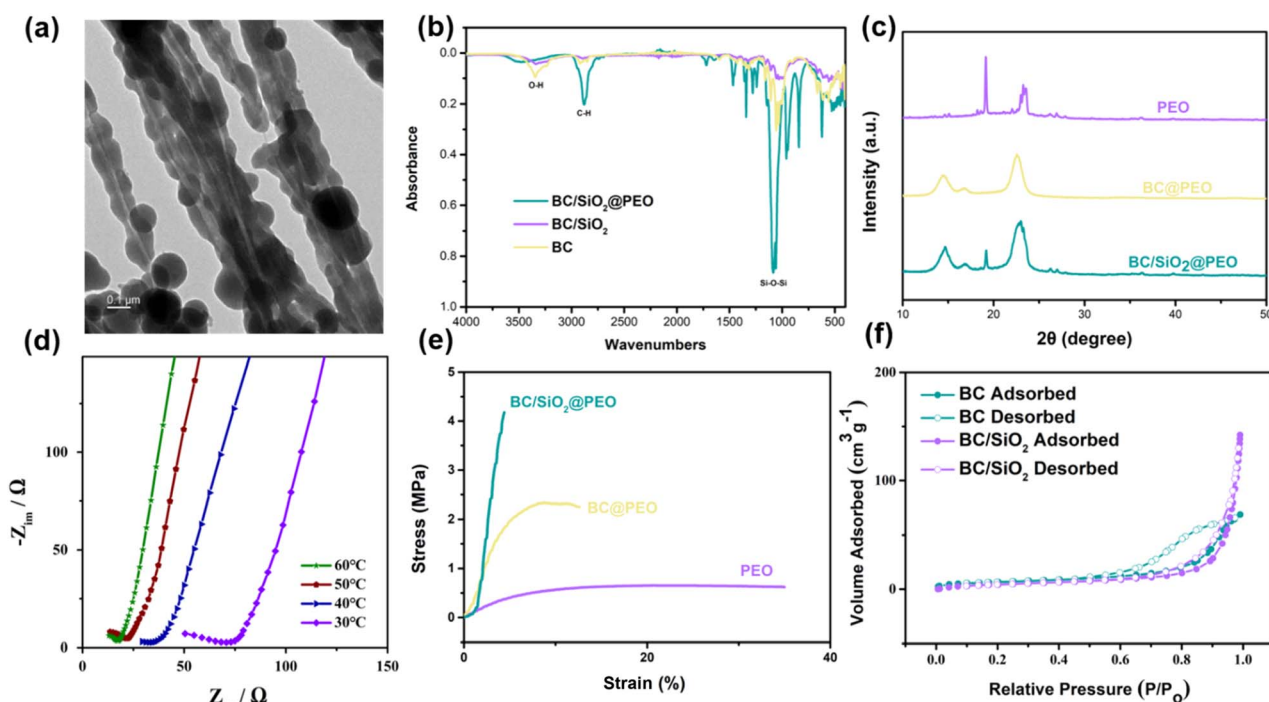 (a)
0.1 μm
(b)
Absorbance
0.0
0.2
0.4
0.6
0.8
1.0
O-H
C-H
Si-O-Si
BC/SiO₂@PEO
BC/SiO₂
BC
4000 3500 3000 2500 2000 1500 1000 500
Wavenumbers
(c)
Intensity (a.u.)
PEO
BC@PEO
BC/SiO₂@PEO
10 20 30 40 50
2θ (degree)
(d)
-Z_im / Ω
100
50
0
60°C
50°C
40°C
30°C
0 50 100 150
Z / Ω
(e)
Stress (MPa)
5
4
3
2
1
0
BC/SiO₂@PEO
BC@PEO
PEO
0 20 40
Strain (%)
(f)
Volume Adsorbed (cm³ g⁻¹)
200
100
0
BC Adsorbed
BC Desorbed
BC/SiO₂ Adsorbed
BC/SiO₂ Desorbed
0.0 0.2 0.4 0.6 0.8 1.0
Relative Pressure (P/P₀)